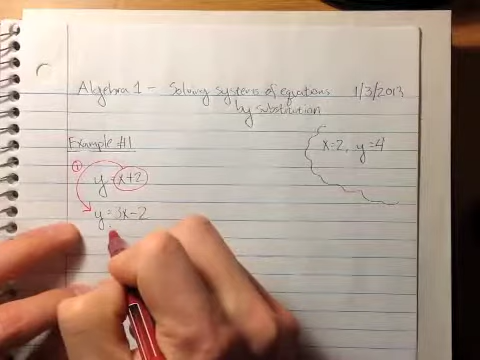 Algebra 1 - Solving systems of equations 1/3/2013
by substitution
Example #1
x=2, y=4
①
y=x+2
y=3x-2